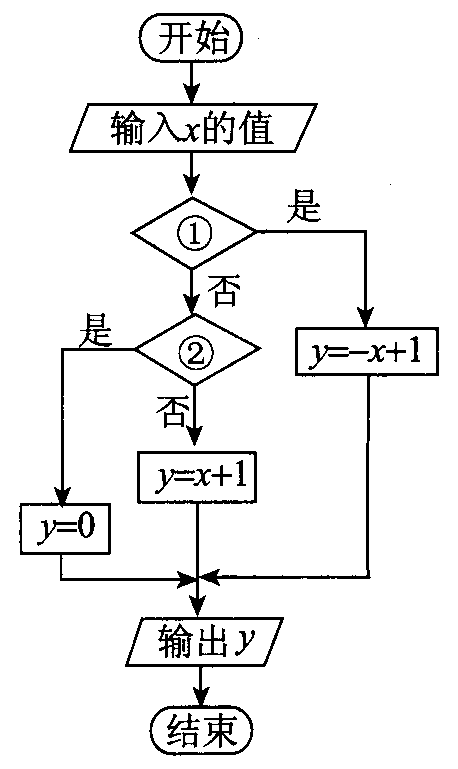 开始
输入x的值
①
是
否
②
是
y=-x+1
否
y=x+1
y=0
输出y
结束